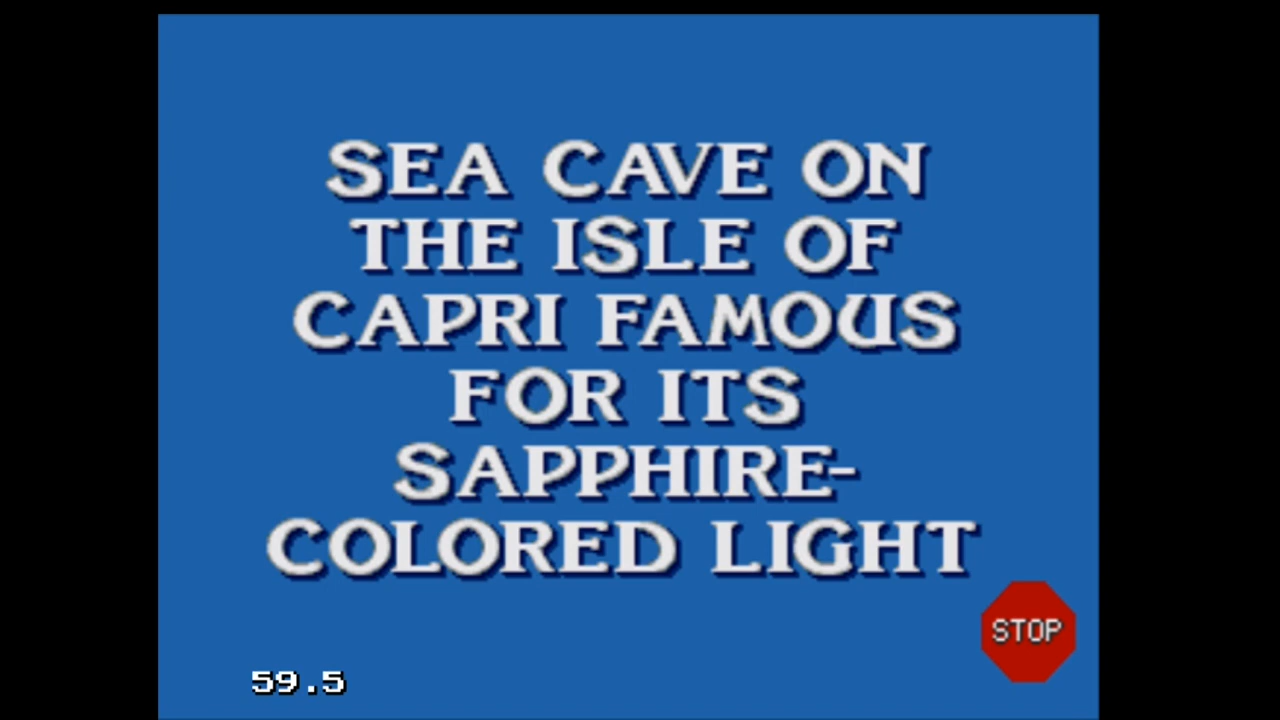 SEA CAVE ON
THE ISLE OF
CAPRI FAMOUS
FOR ITS
SAPPHIRE-
COLORED LIGHT
STOP
59.5